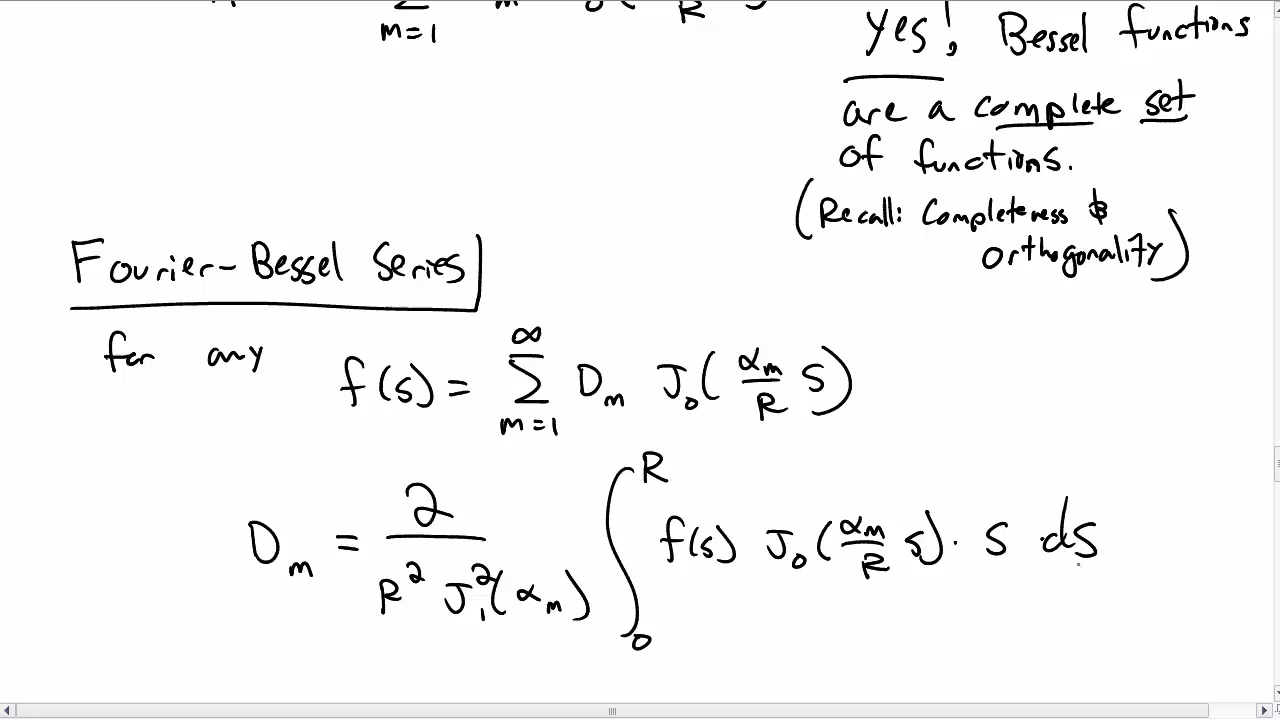 m=1
R
Yes! Bessel functions
are a complete set
of functions.
(Recall: Completeness &
Orthogonality)
Fourier-Bessel Series
for any f(s) = ∑_{m=1}^{∞} D_m J_0(α_m/R s)
D_m = 2/(R² J_1²(α_m)) ∫_0^R f(s) J_0(α_m/R s) · s ds